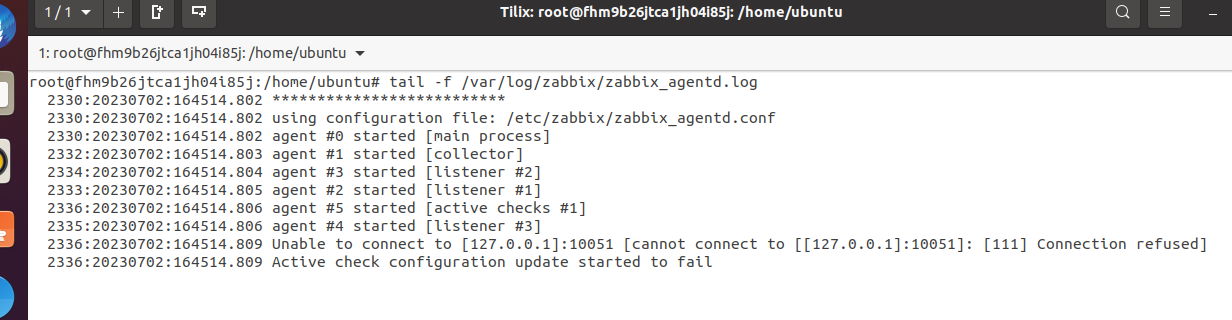 1 / 1
Tilix: root@fhm9b26jtca1jh04i85j: /home/ubuntu
1: root@fhm9b26jtca1jh04i85j: /home/ubuntu
root@fhm9b26jtca1jh04i85j:/home/ubuntu# tail -f /var/log/zabbix/zabbix_agentd.log
2330:20230702:164514.802 **************************
2330:20230702:164514.802 using configuration file: /etc/zabbix/zabbix_agentd.conf
2330:20230702:164514.802 agent #0 started [main process]
2332:20230702:164514.803 agent #1 started [collector]
2334:20230702:164514.804 agent #3 started [listener #2]
2333:20230702:164514.805 agent #2 started [listener #1]
2336:20230702:164514.806 agent #5 started [active checks #1]
2335:20230702:164514.806 agent #4 started [listener #3]
2336:20230702:164514.809 Unable to connect to [127.0.0.1]:10051 [cannot connect to [[127.0.0.1]:10051]: [111] Connection refused]
2336:20230702:164514.809 Active check configuration update started to fail